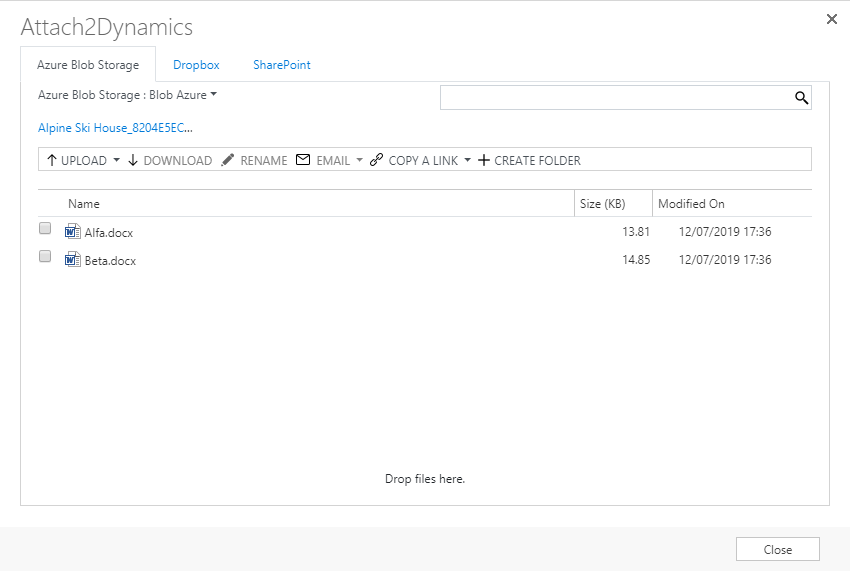 Attach2Dynamics
Azure Blob Storage Dropbox SharePoint
Azure Blob Storage : Blob Azure
Alpine Ski House_8204E5EC...
UPLOAD DOWNLOAD RENAME EMAIL COPY A LINK CREATE FOLDER
Name Size (KB) Modified On
Alfa.docx 13.81 12/07/2019 17:36
Beta.docx 14.85 12/07/2019 17:36
Drop files here.
Close